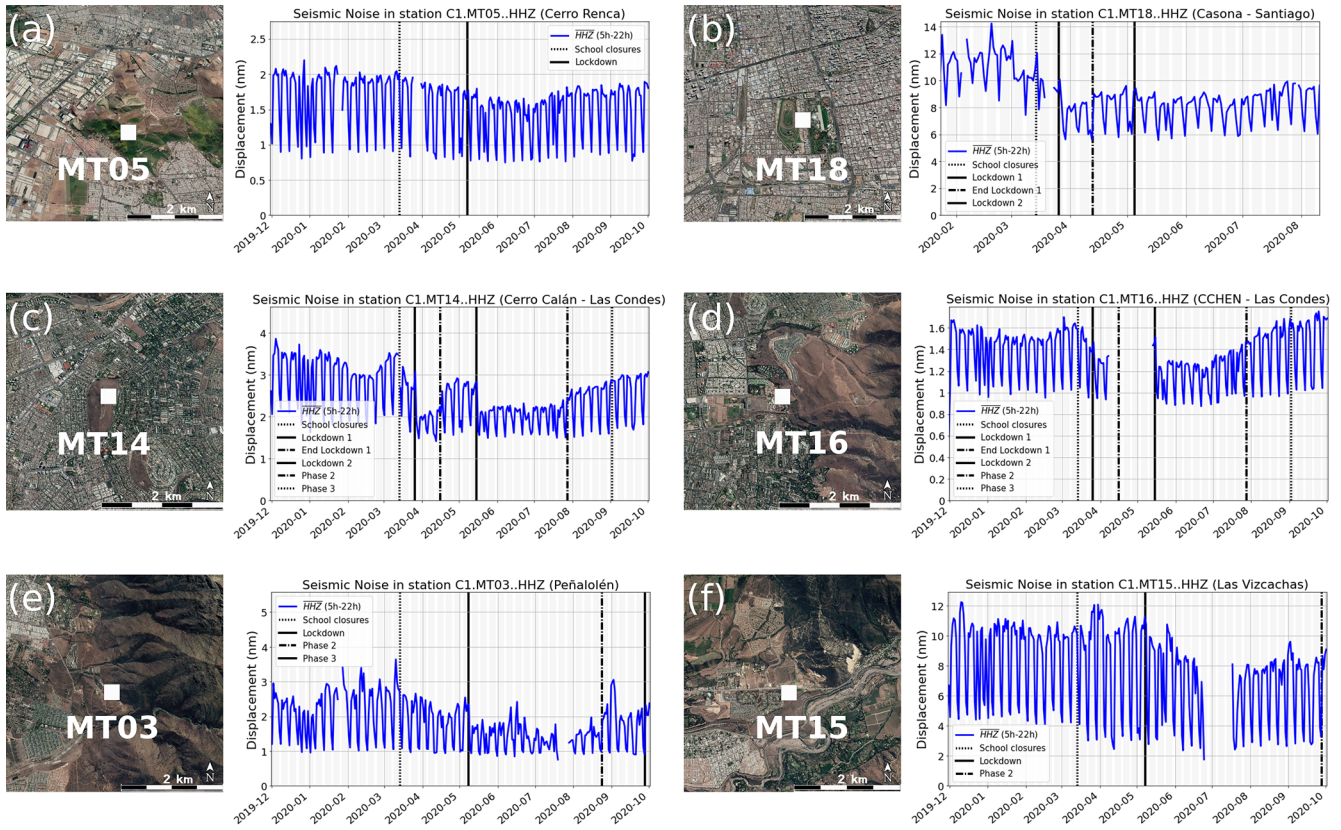 (a)
MT05
2 km
N
Seismic Noise in station C1.MT05..HHZ (Cerro Renca)
Displacement (nm)
2.5
2
1.5
1
0.5
0
HHZ (5h-22h)
School closures
Lockdown
2019-12
2020-01
2020-02
2020-03
2020-04
2020-05
2020-06
2020-07
2020-08
2020-09
2020-10
(b)
MT18
2 km
N
Seismic Noise in station C1.MT18..HHZ (Casona - Santiago)
Displacement (nm)
14
12
10
8
6
4
2
0
HHZ (5h-22h)
School closures
Lockdown 1
End Lockdown 1
Lockdown 2
2020-02
2020-03
2020-04
2020-05
2020-06
2020-07
2020-08
(c)
MT14
2 km
N
Seismic Noise in station C1.MT14..HHZ (Cerro Calán - Las Condes)
Displacement (nm)
4
3
2
1
0
HHZ (5h-22h)
School closures
Lockdown 1
End Lockdown 1
Lockdown 2
Phase 2
Phase 3
2019-12
2020-01
2020-02
2020-03
2020-04
2020-05
2020-06
2020-07
2020-08
2020-09
2020-10
(d)
MT16
2 km
N
Seismic Noise in station C1.MT16..HHZ (CCHEN - Las Condes)
Displacement (nm)
1.6
1.4
1.2
1
0.8
0.6
0.4
0.2
0
HHZ (5h-22h)
School closures
Lockdown 1
End Lockdown 1
Lockdown 2
Phase 2
Phase 3
2019-12
2020-01
2020-02
2020-03
2020-04
2020-05
2020-06
2020-07
2020-08
2020-09
2020-10
(e)
MT03
2 km
N
Seismic Noise in station C1.MT03..HHZ (Peñalolén)
Displacement (nm)
5
4
3
2
1
0
HHZ (5h-22h)
School closures
Lockdown
Phase 2
Phase 3
2019-12
2020-01
2020-02
2020-03
2020-04
2020-05
2020-06
2020-07
2020-08
2020-09
2020-10
(f)
MT15
2 km
N
Seismic Noise in station C1.MT15..HHZ (Las Vizcachas)
Displacement (nm)
12
10
8
6
4
2
0
HHZ (5h-22h)
School closures
Lockdown
Phase 2
2019-12
2020-01
2020-02
2020-03
2020-04
2020-05
2020-06
2020-07
2020-08
2020-09
2020-10